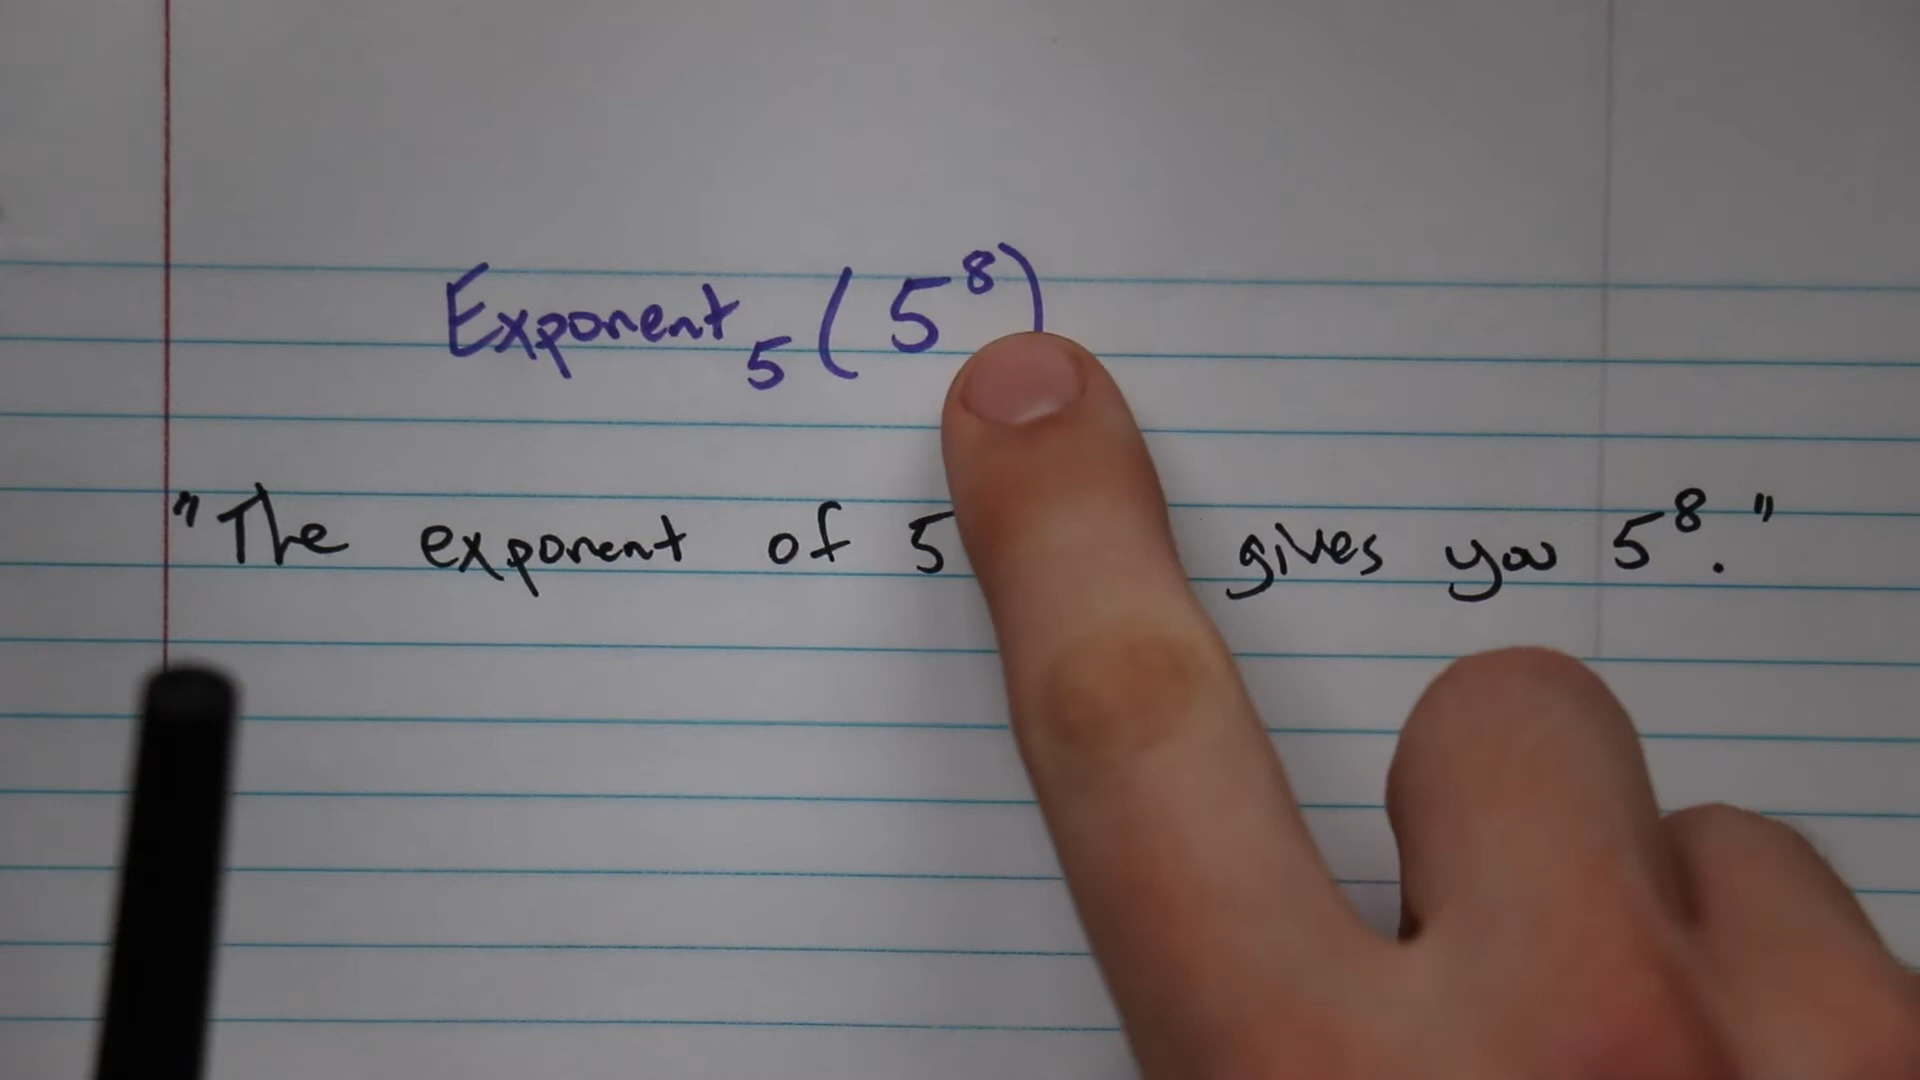 Exponent₅(5⁸)
"The exponent of 5 gives you 5⁸."